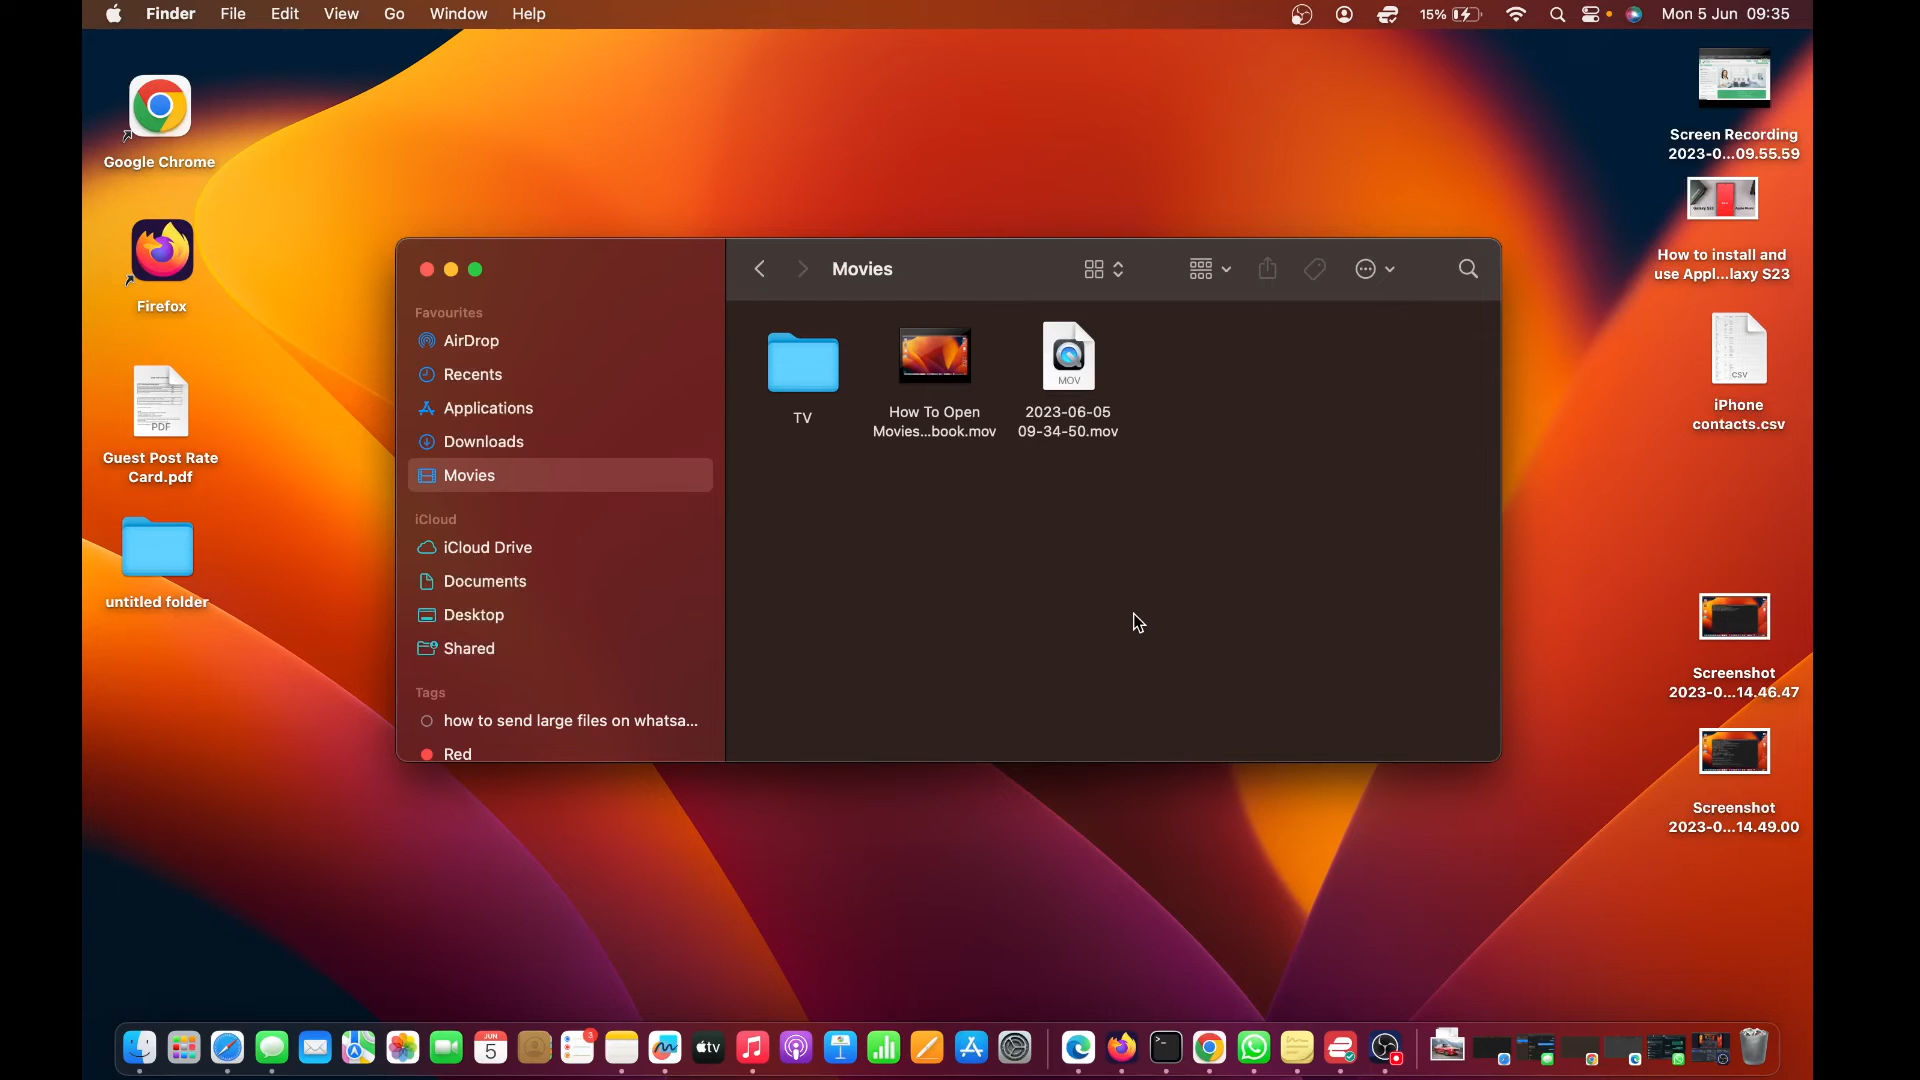 Finder File Edit View Go Window Help 15% Mon 5 Jun 09:35
Google Chrome
Firefox
PDF
Guest Post Rate
Card.pdf
untitled folder
Movies
Favourites
AirDrop
Recents
Applications
Downloads
Movies
iCloud
iCloud Drive
Documents
Desktop
Shared
Tags
how to send large files on whatsa...
Red
TV
How To Open
Movies...book.mov
MOV
2023-06-05
09-34-50.mov
Screen Recording
2023-0...09.55.59
How to install and
use Appl...laxy S23
CSV
iPhone
contacts.csv
Screenshot
2023-0...14.46.47
Screenshot
2023-0...14.49.00
JUN
5
3
tv